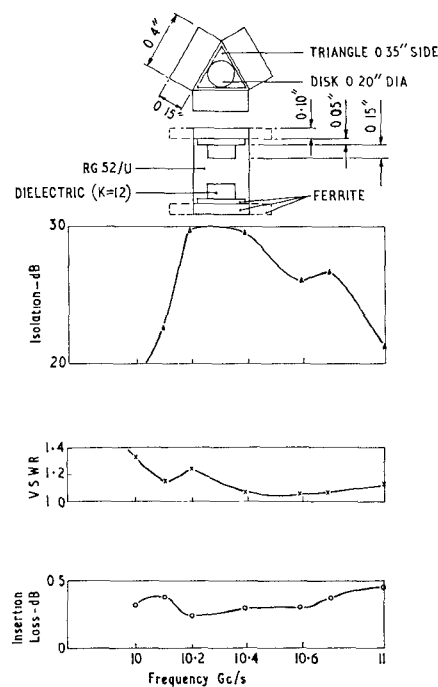 0.4"
0.15"
TRIANGLE 0.35" SIDE
DISK 0.20" DIA
0.10"
0.05"
0.15"
RG 52/U
DIELECTRIC (K=12)
FERRITE
30
20
Isolation-dB
1.4
1.2
1.0
VSWR
0.5
0
Insertion
Loss-dB
10
10.2
10.4
10.6
11
Frequency Gc/s